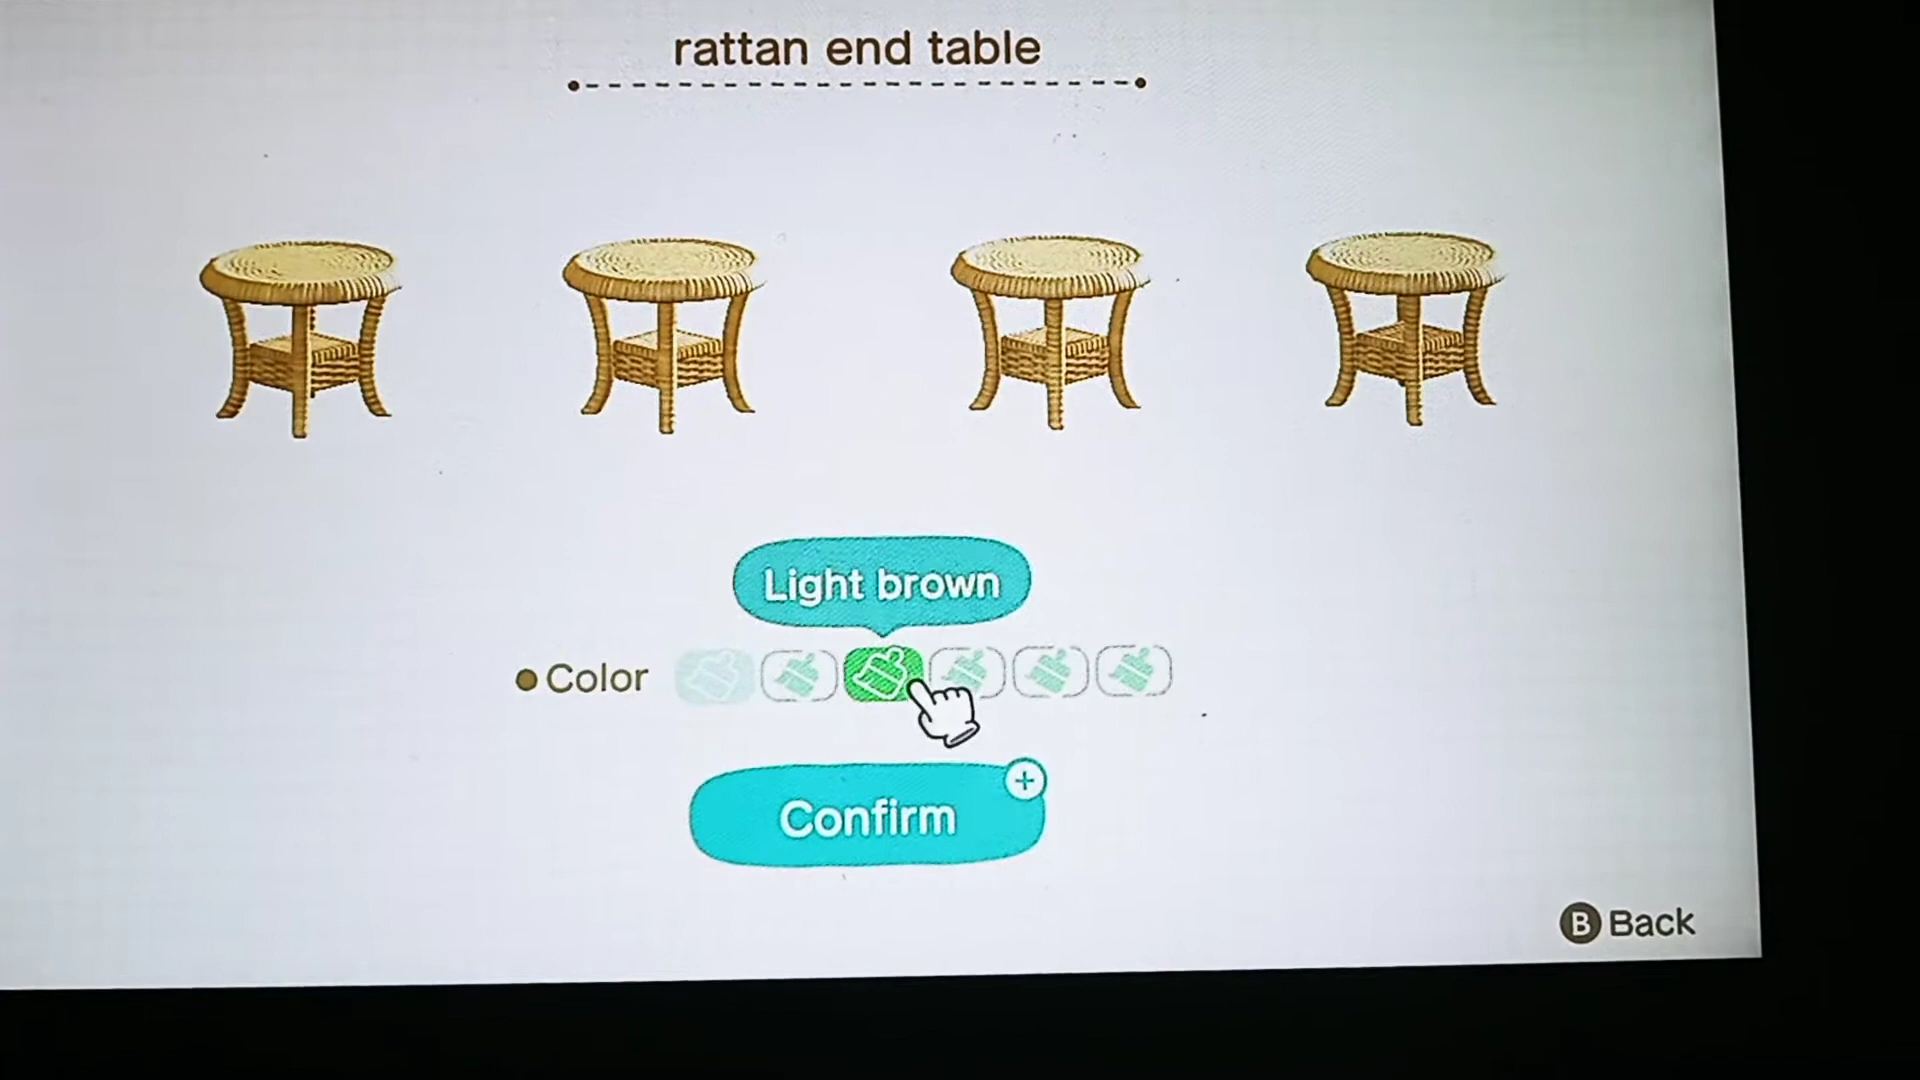 rattan end table
Light brown
Color
Confirm
+
B Back